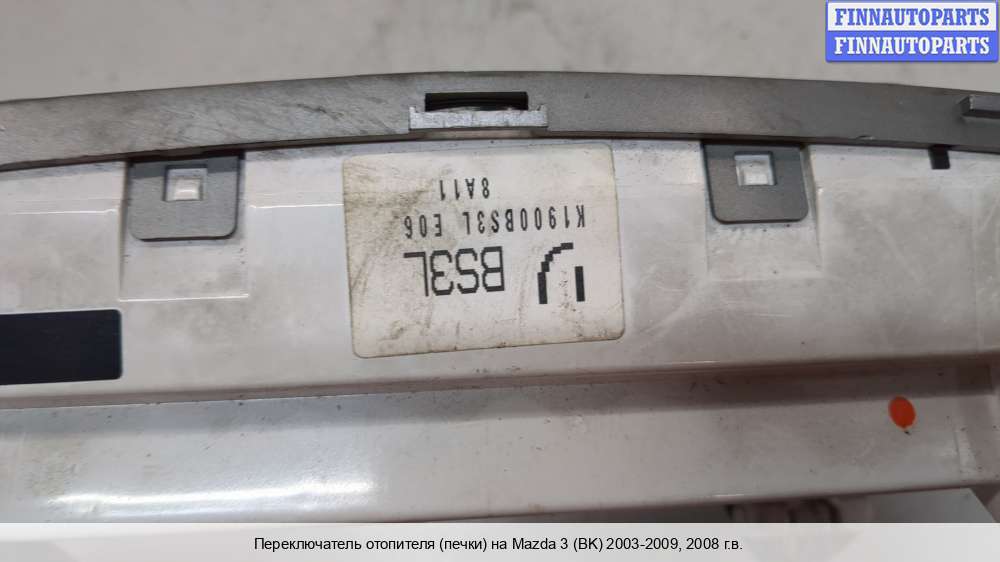 FINNAUTOPARTS
FINNAUTOPARTS
BS3L
K1900BS3L E06
8A11
Переключатель отопителя (печки) на Mazda 3 (BK) 2003-2009, 2008 г.в.